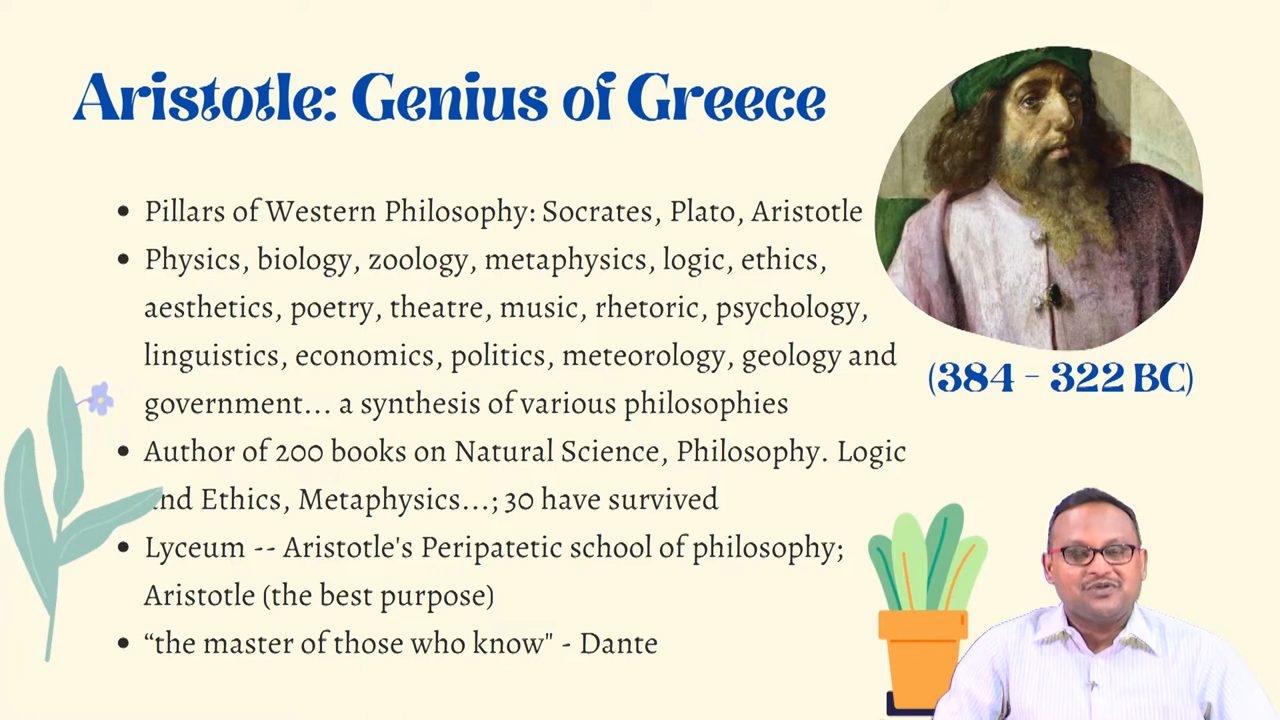 Aristotle: Genius of Greece
• Pillars of Western Philosophy: Socrates, Plato, Aristotle
• Physics, biology, zoology, metaphysics, logic, ethics,
aesthetics, poetry, theatre, music, rhetoric, psychology,
linguistics, economics, politics, meteorology, geology and
government... a synthesis of various philosophies
• Author of 200 books on Natural Science, Philosophy. Logic
and Ethics, Metaphysics...; 30 have survived
• Lyceum -- Aristotle's Peripatetic school of philosophy;
Aristotle (the best purpose)
• “the master of those who know" - Dante
(384 - 322 BC)